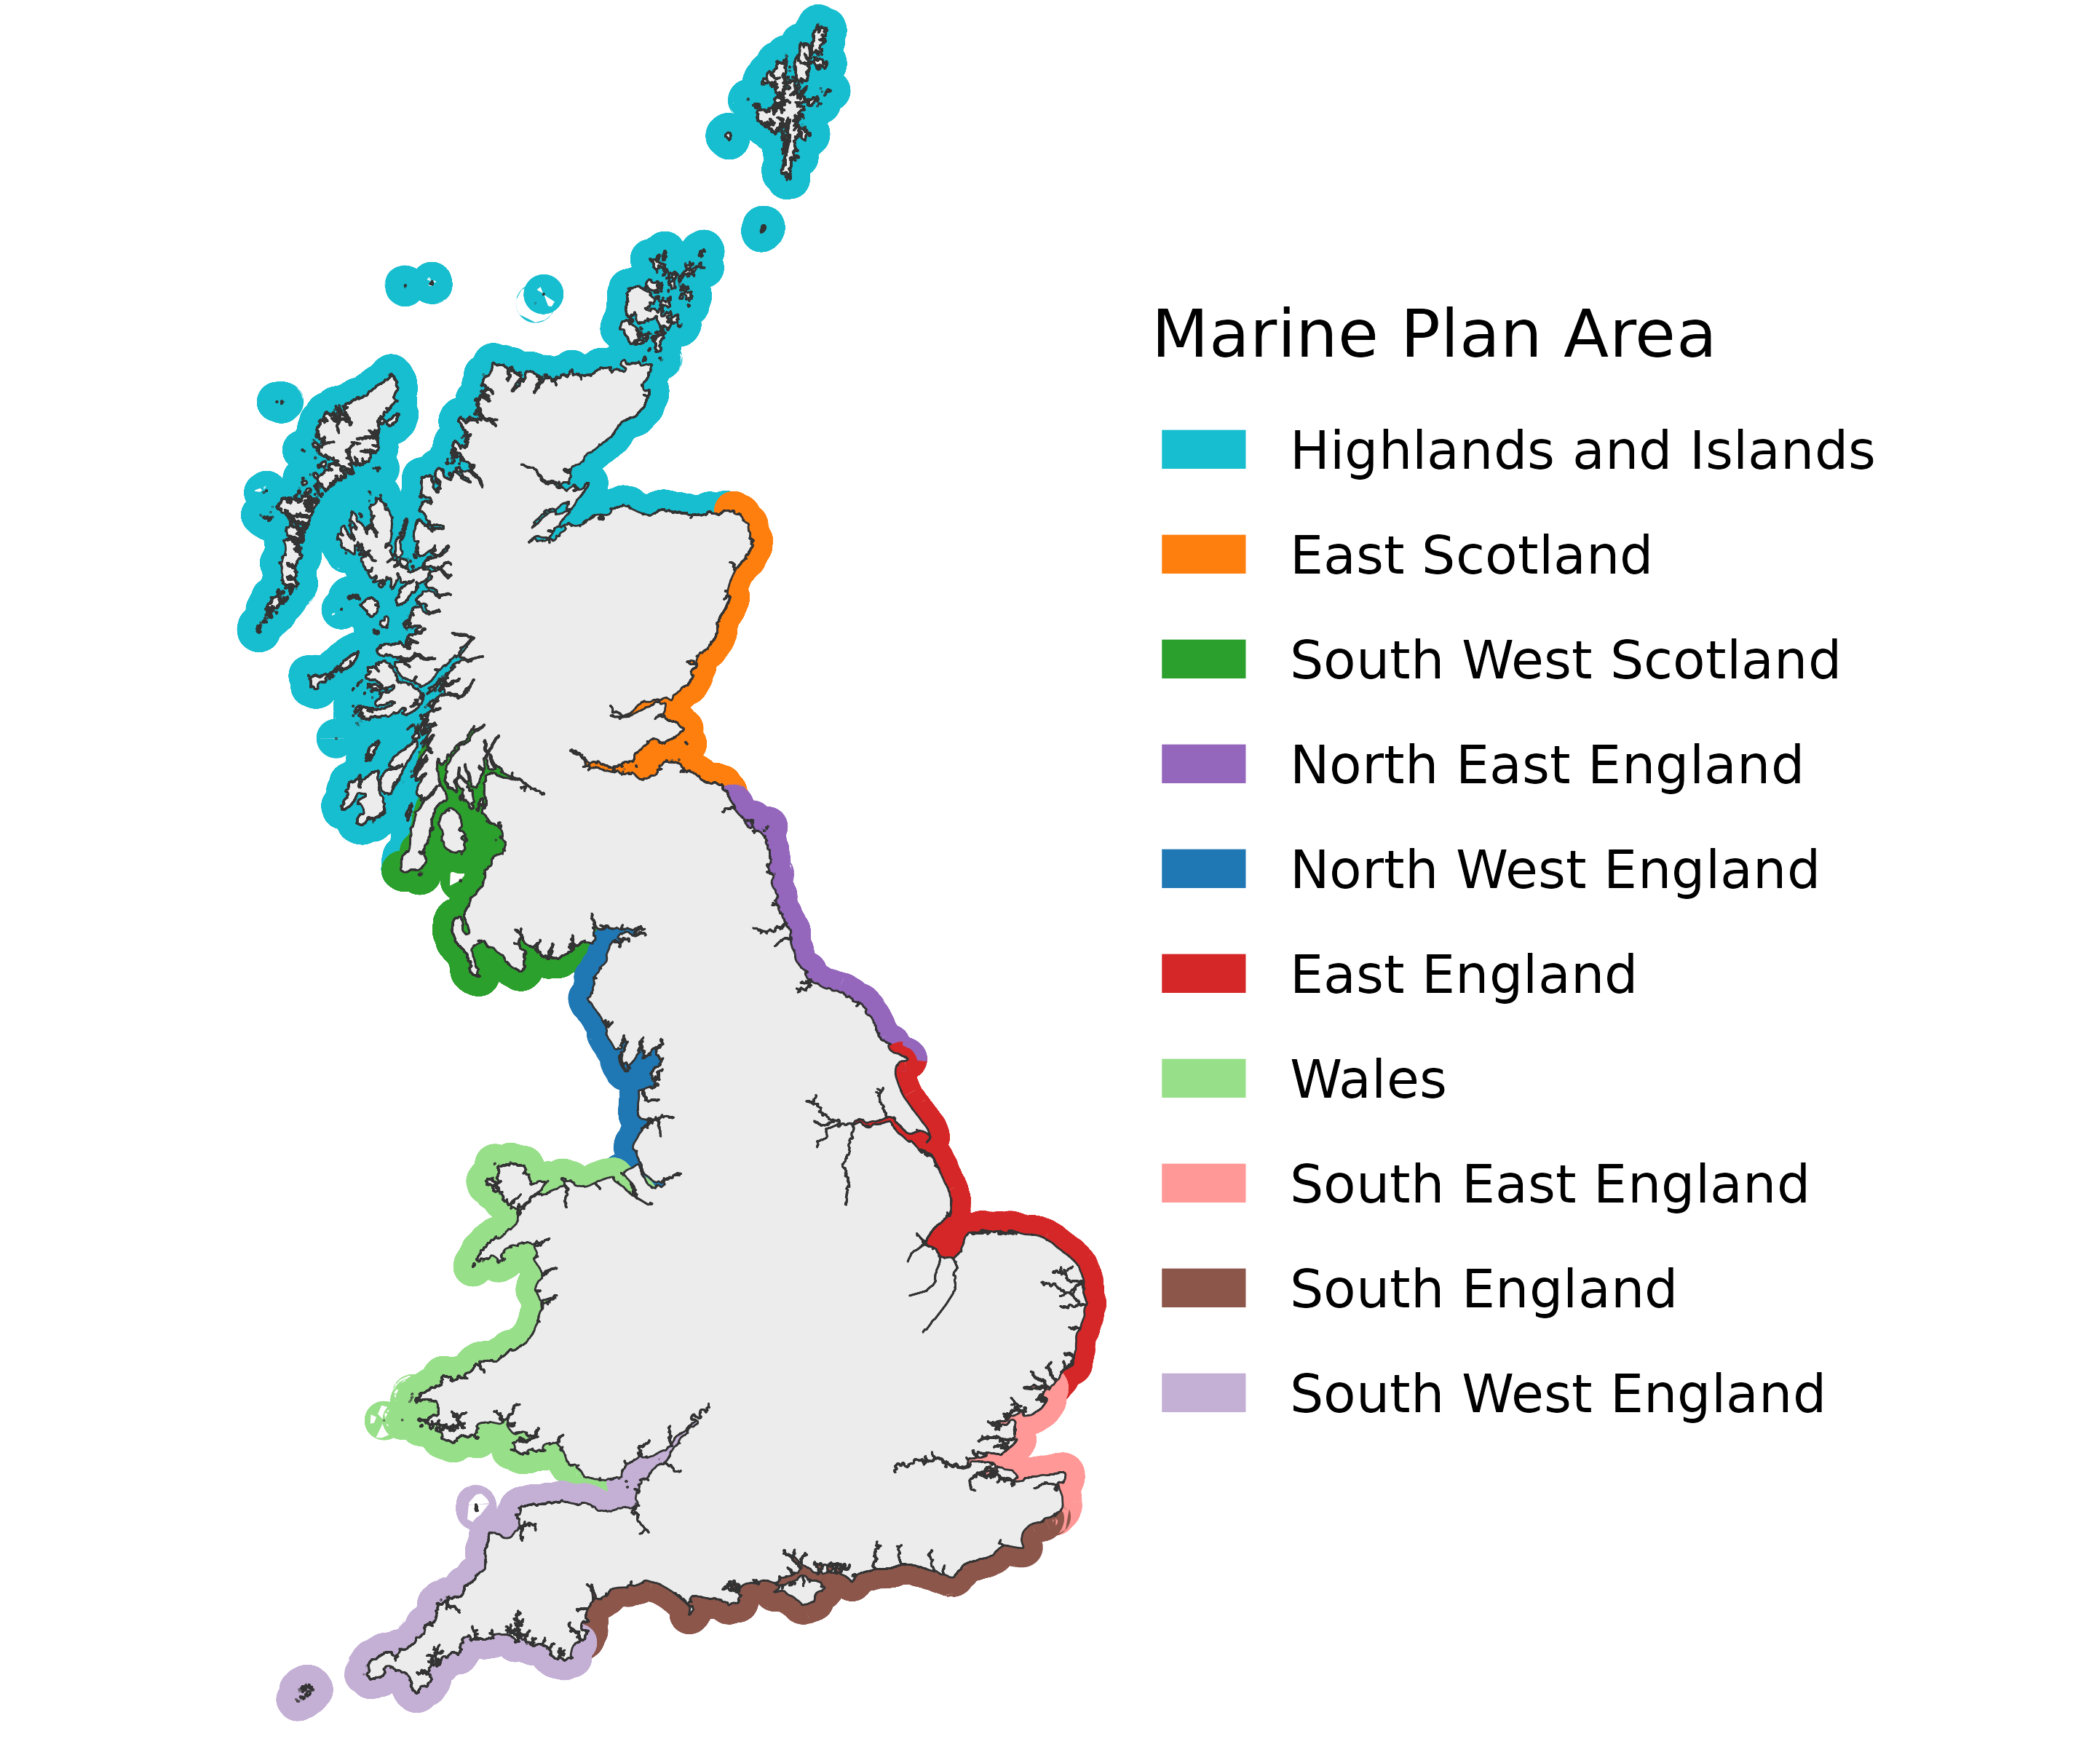 Marine Plan Area
Highlands and Islands
East Scotland
South West Scotland
North East England
North West England
East England
Wales
South East England
South England
South West England